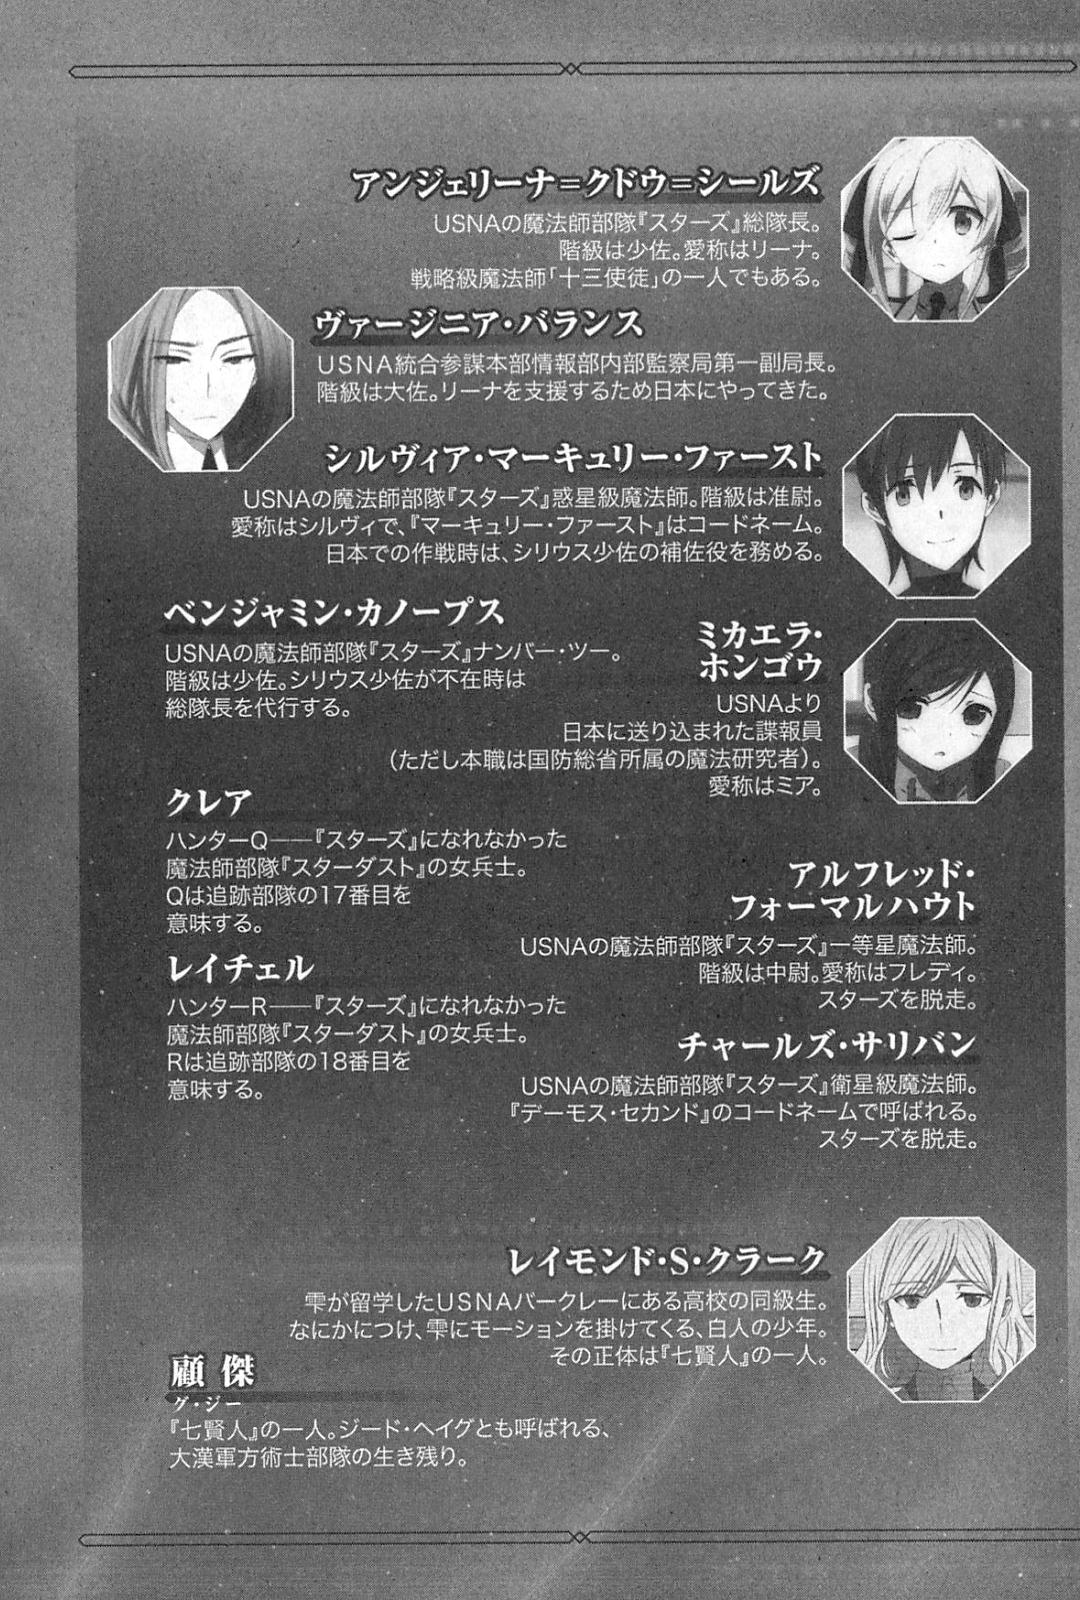 アンジェリーナ=クドウ=シールズ
USNAの魔法師部隊『スターズ』総隊長。
階級は少佐。愛称はリーナ。
戦略級魔法師「十三使徒」の一人でもある。
ヴァージニア・バランス
USNA統合参謀本部情報部内部監察局第一副局長。
階級は大佐。リーナを支援するため日本にやってきた。
シルヴィア・マーキュリー・ファースト
USNAの魔法師部隊『スターズ』惑星級魔法師。階級は准尉。
愛称はシルヴィで、『マーキュリー・ファースト』はコードネーム。
日本での作戦時は、シリウス少佐の補佐役を務める。
ベンジャミン・カノープス
USNAの魔法師部隊『スターズ』ナンバー・ツー。
階級は少佐。シリウス少佐が不在時は
総隊長を代行する。
ミカエラ・
ホンゴウ
USNAより
日本に送り込まれた諜報員
(ただし本職は国防総省所属の魔法研究者)。
愛称はミア。
クレア
ハンターQ――『スターズ』になれなかった
魔法師部隊『スターダスト』の女兵士。
Qは追跡部隊の17番目を
意味する。
レイチェル
ハンターR――『スターズ』になれなかった
魔法師部隊『スターダスト』の女兵士。
Rは追跡部隊の18番目を
意味する。
アルフレッド・
フォーマルハウト
USNAの魔法師部隊『スターズ』一等星魔法師。
階級は中尉。愛称はフレディ。
スターズを脱走。
チャールズ・サリバン
USNAの魔法師部隊『スターズ』衛星級魔法師。
『デーモス・セカンド』のコードネームで呼ばれる。
スターズを脱走。
レイモンド・S・クラーク
雫が留学したUSNAバークレーにある高校の同級生。
なにかにつけ、雫にモーションを掛けてくる、白人の少年。
その正体は『七賢人』の一人。
顧 傑
グ・ジー
『七賢人』の一人。ジード・ヘイグとも呼ばれる、
大漢軍方術士部隊の生き残り。